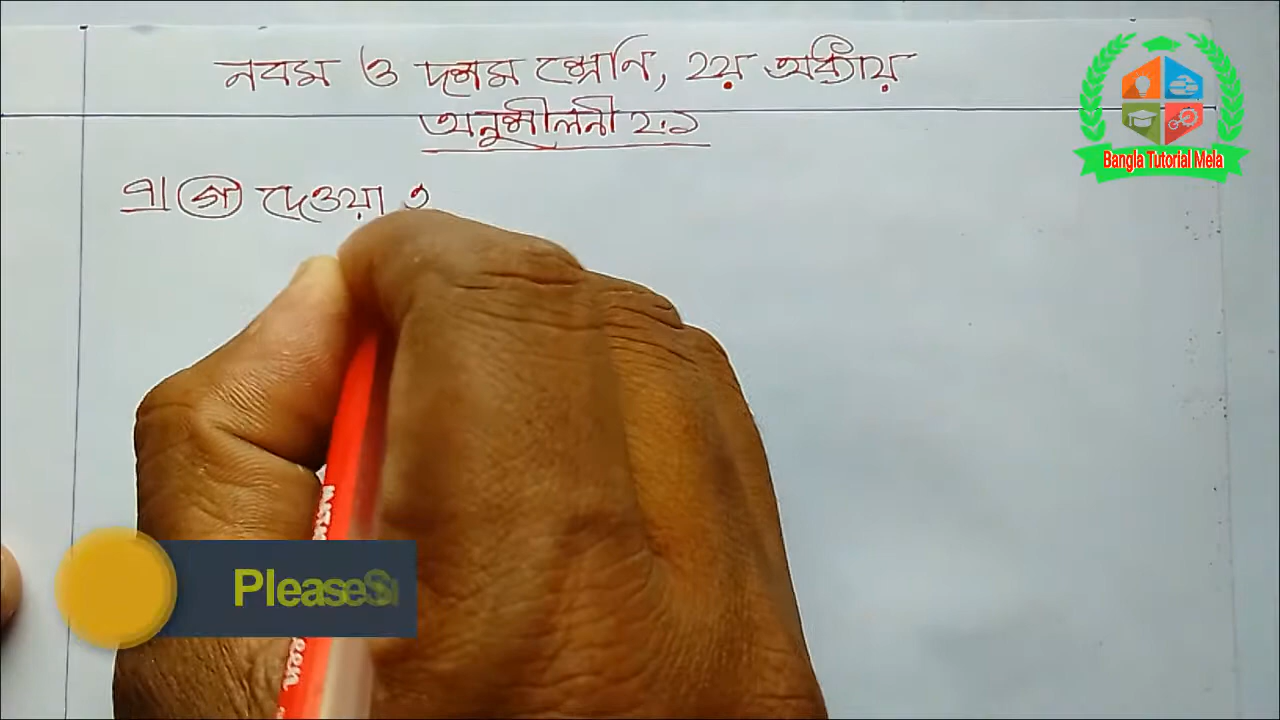 নবম ও দশম শ্রেণি, ২য় অধ্যায়
অনুশীলনী ২.১
৭। গ দেওয়া
Bangla Tutorial Mela
Please